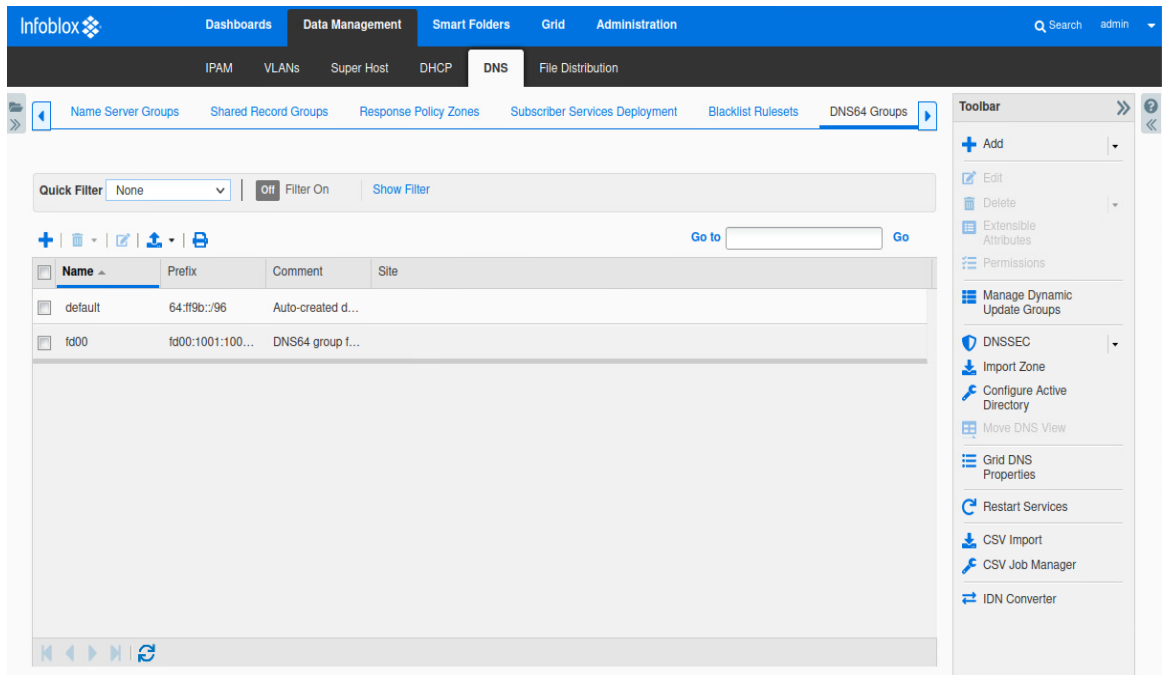 Infoblox
Dashboards Data Management Smart Folders Grid Administration
Search admin
IPAM VLANs Super Host DHCP DNS File Distribution
Name Server Groups Shared Record Groups Response Policy Zones Subscriber Services Deployment Blacklist Rulesets DNS64 Groups
Quick Filter None Off Filter On Show Filter
Go to Go
Name Prefix Comment Site
default 64:ff9b::/96 Auto-created d...
fd00 fd00:1001:100... DNS64 group f...
Toolbar
Add
Edit
Delete
Extensible
Attributes
Permissions
Manage Dynamic
Update Groups
DNSSEC
Import Zone
Configure Active
Directory
Move DNS View
Grid DNS
Properties
Restart Services
CSV Import
CSV Job Manager
IDN Converter